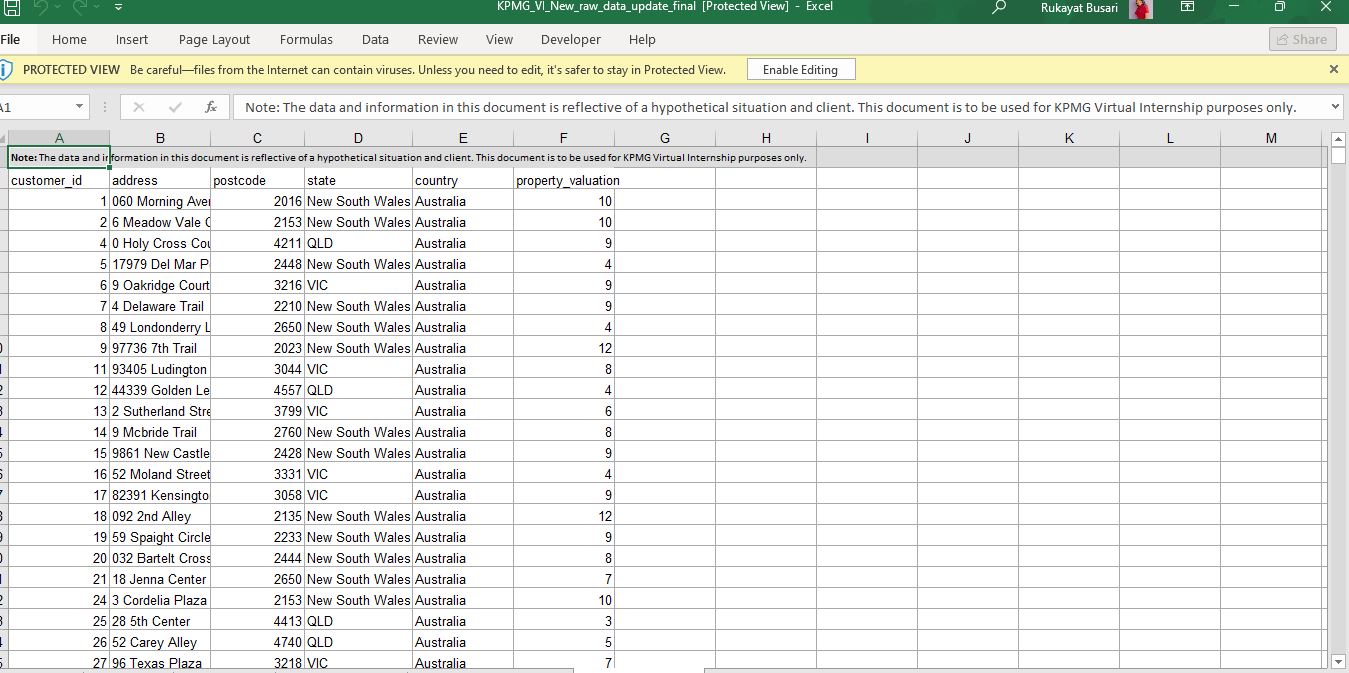 KPMG_VI_New_raw_data_update_final [Protected View] - Excel
Rukayat Busari
File Home Insert Page Layout Formulas Data Review View Developer Help
Share
PROTECTED VIEW Be careful—files from the Internet can contain viruses. Unless you need to edit, it's safer to stay in Protected View. Enable Editing
A1 fx Note: The data and information in this document is reflective of a hypothetical situation and client. This document is to be used for KPMG Virtual Internship purposes only.
A B C D E F G H I J K L M
Note: The data and information in this document is reflective of a hypothetical situation and client. This document is to be used for KPMG Virtual Internship purposes only.
customer_id address postcode state country property_valuation
1 060 Morning 2016 New South Wales Australia 10
2 6 Meadow Vale 2153 New South Wales Australia 10
4 0 Holy Cross 4211 QLD Australia 9
5 17979 Del Mar 2448 New South Wales Australia 4
6 9 Oakridge Court 3216 VIC Australia 9
7 4 Delaware Trail 2210 New South Wales Australia 9
8 49 Londonderry 2650 New South Wales Australia 4
9 97736 7th Trail 2023 New South Wales Australia 12
11 93405 Ludington 3044 VIC Australia 8
12 44339 Golden 4557 QLD Australia 4
13 2 Sutherland 3799 VIC Australia 6
14 9 Mcbride Trail 2760 New South Wales Australia 8
15 9861 New Castle 2428 New South Wales Australia 9
16 52 Moland Street 3331 VIC Australia 4
17 82391 Kensingto 3058 VIC Australia 9
18 092 2nd Alley 2135 New South Wales Australia 12
19 59 Spaight Circle 2233 New South Wales Australia 9
20 032 Bartelt Cross 2444 New South Wales Australia 8
21 18 Jenna Center 2650 New South Wales Australia 7
24 3 Cordelia Plaza 2153 New South Wales Australia 10
25 28 5th Center 4413 QLD Australia 3
26 52 Carey Alley 4740 QLD Australia 5
27 96 Texas Plaza 3218 VIC Australia 7